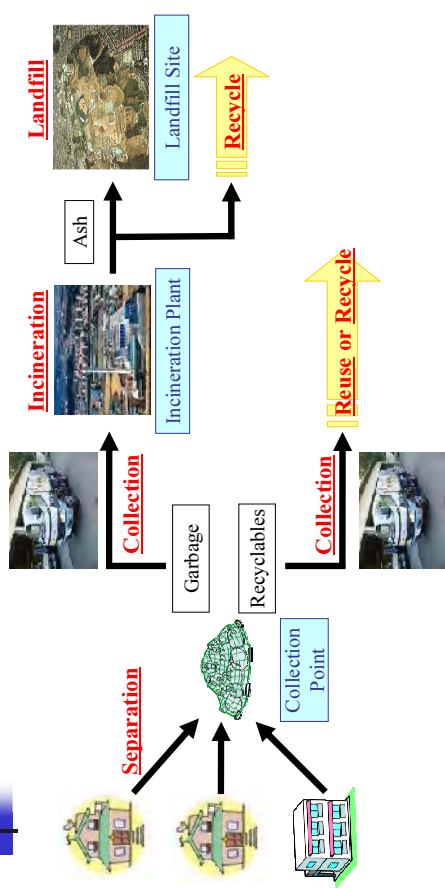 Separation
Collection
Point
Garbage
Recyclables
Collection
Collection
Incineration
Incineration Plant
Ash
Landfill
Landfill Site
Recycle
Reuse or Recycle